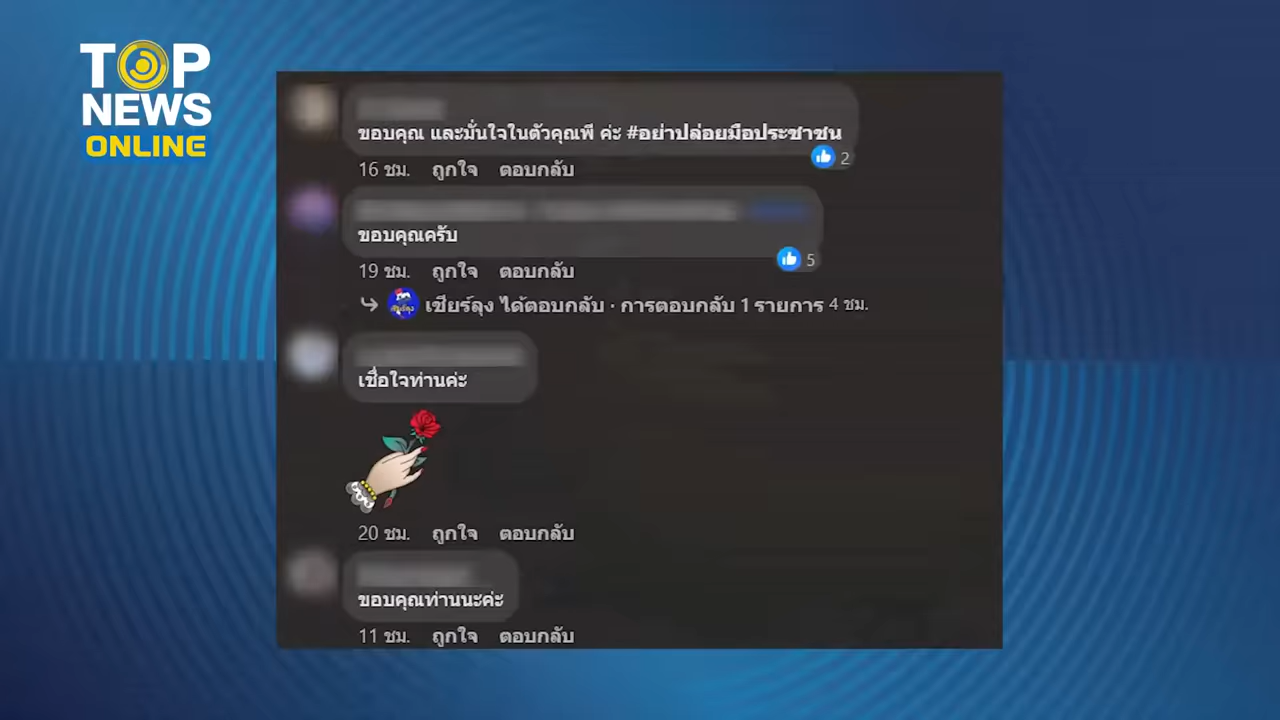 TOP
NEWS
ONLINE
ขอบคุณ และมั่นใจในตัวคุณพี ค่ะ #อย่าปล่อยมือประชาชน
2
16 ชม. ถูกใจ ตอบกลับ
ขอบคุณครับ
5
19 ชม. ถูกใจ ตอบกลับ
เชียร์ลุง ได้ตอบกลับ · การตอบกลับ 1 รายการ 4 ชม.
เชื่อใจท่านค่ะ
20 ชม. ถูกใจ ตอบกลับ
ขอบคุณท่านนะค่ะ
11 ชม. ถูกใจ ตอบกลับ